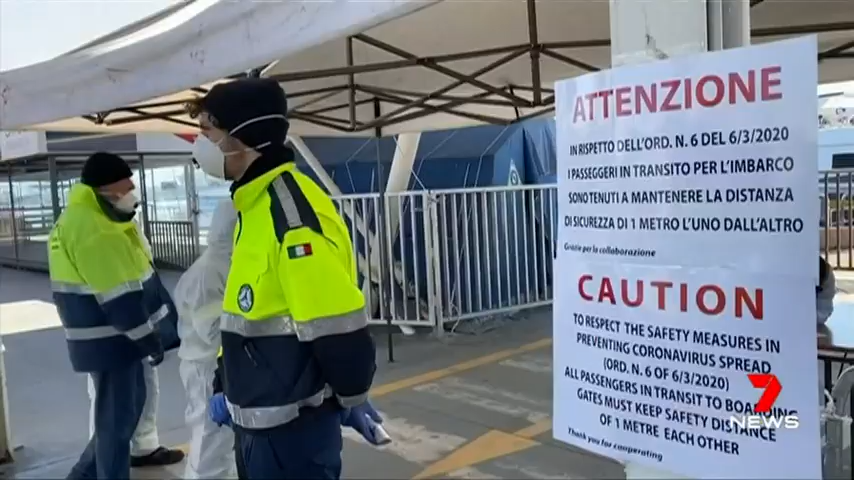 ATTENZIONE
IN RISPETTO DELL'ORD. N. 6 DEL 6/3/2020
I PASSEGGERI IN TRANSITO PER L'IMBARCO
SONOTENUTI A MANTENERE LA DISTANZA
DI SICUREZZA DI 1 METRO L'UNO DALL'ALTRO
Grazie per la collaborazione
CAUTION
TO RESPECT THE SAFETY MEASURES IN
PREVENTING CORONAVIRUS SPREAD
(ORD. N. 6 OF 6/3/2020)
ALL PASSENGERS IN TRANSIT TO BOARDING
GATES MUST KEEP SAFETY DISTANCE
OF 1 METRE EACH OTHER
Thank you for cooperating
7
NEWS